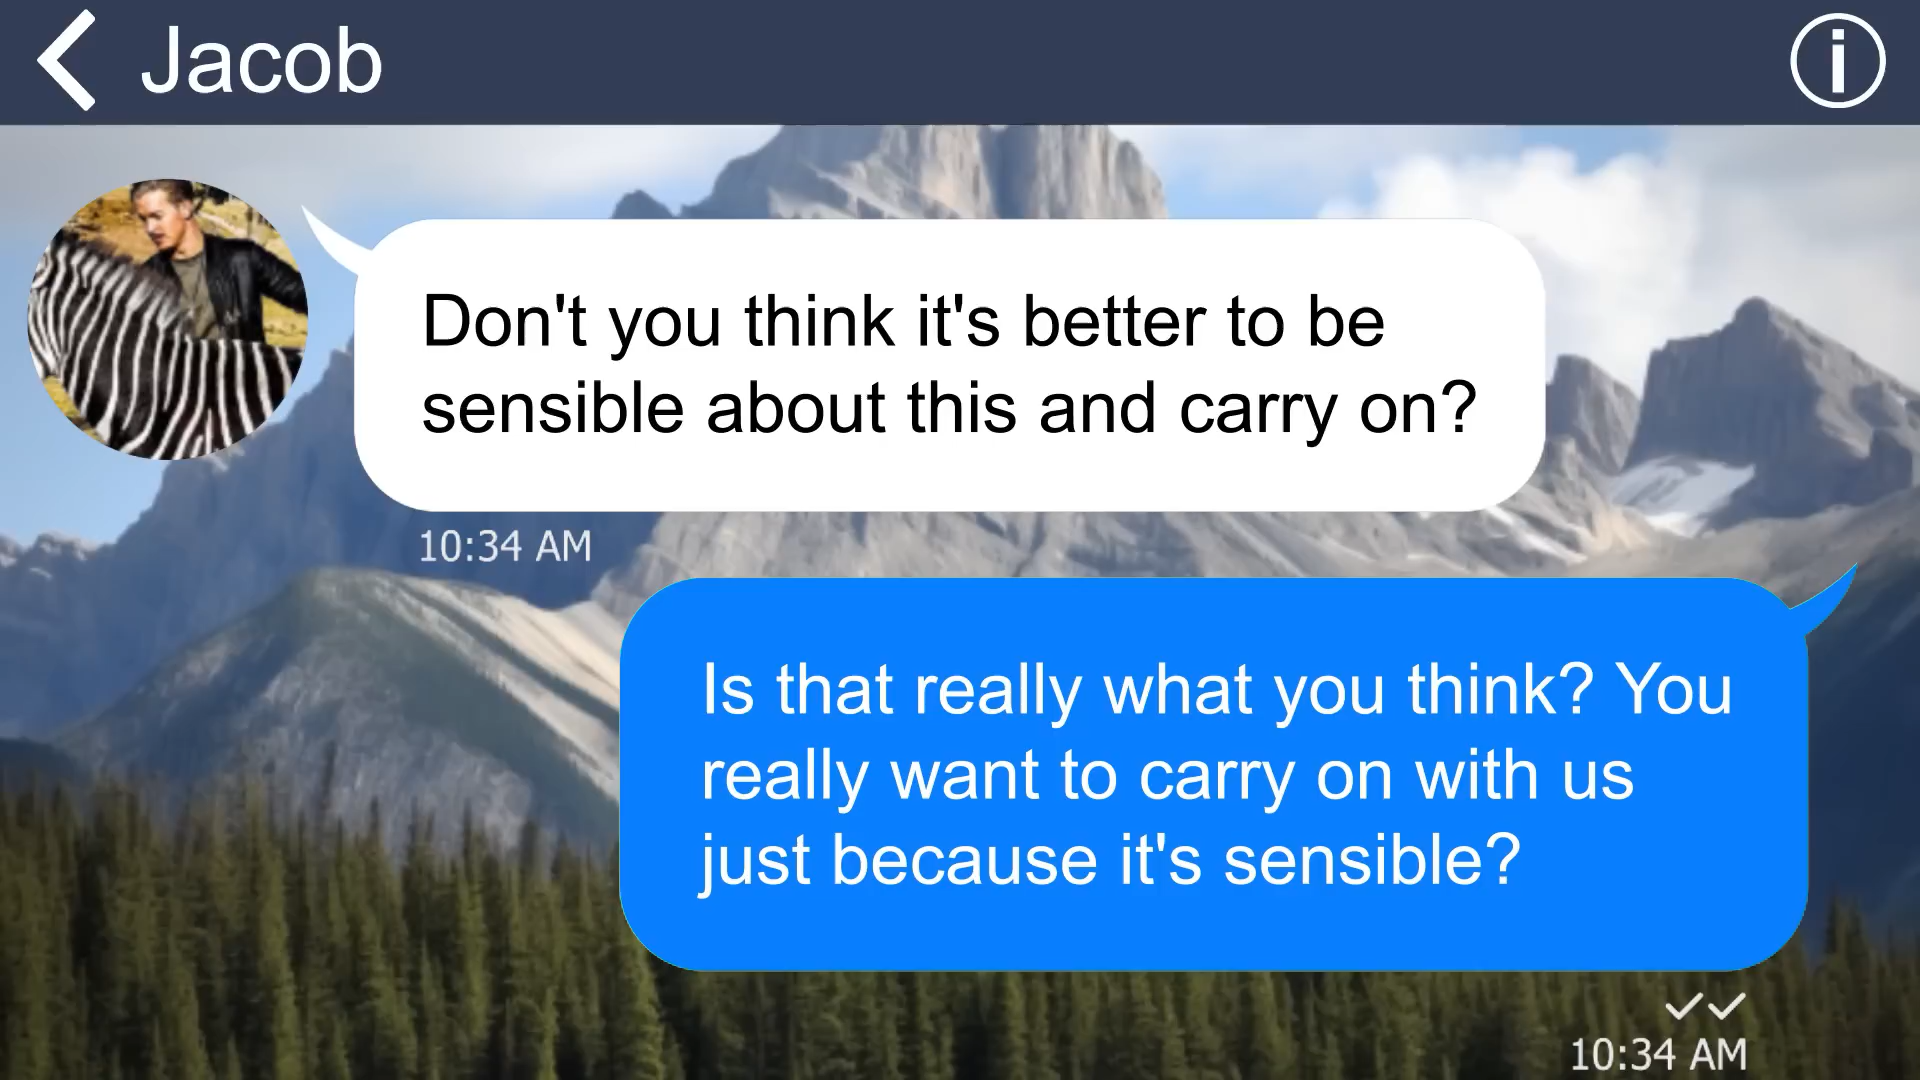 Jacob
Don't you think it's better to be
sensible about this and carry on?
10:34 AM
Is that really what you think? You
really want to carry on with us
just because it's sensible?
10:34 AM